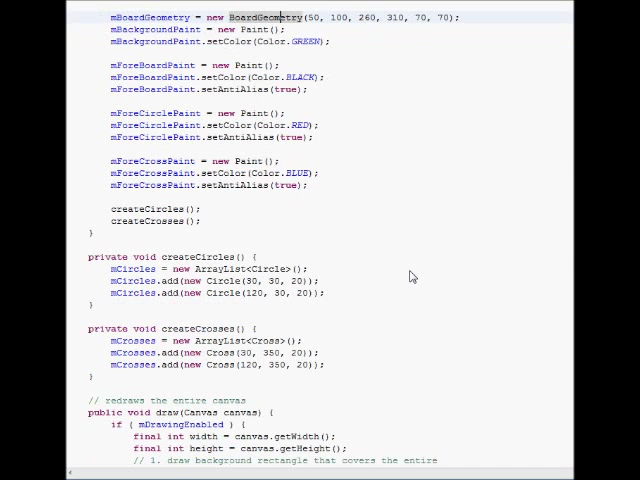 mBoardGeometry = new BoardGeometry(50, 100, 260, 310, 70, 70);
mBackgroundPaint = new Paint();
mBackgroundPaint.setColor(Color.GREEN);
mForeBoardPaint = new Paint();
mForeBoardPaint.setColor(Color.BLACK);
mForeBoardPaint.setAntiAlias(true);
mForeCirclePaint = new Paint();
mForeCirclePaint.setColor(Color.RED);
mForeCirclePaint.setAntiAlias(true);
mForeCrossPaint = new Paint();
mForeCrossPaint.setColor(Color.BLUE);
mForeCrossPaint.setAntiAlias(true);
createCircles();
createCrosses();
}
private void createCircles() {
mCircles = new ArrayList<Circle>();
mCircles.add(new Circle(30, 30, 20));
mCircles.add(new Circle(120, 30, 20));
}
private void createCrosses() {
mCrosses = new ArrayList<Cross>();
mCrosses.add(new Cross(30, 350, 20));
mCrosses.add(new Cross(120, 350, 20));
}
// redraws the entire canvas
public void draw(Canvas canvas) {
if ( mDrawingEnabled ) {
final int width = canvas.getWidth();
final int height = canvas.getHeight();
// 1. draw background rectangle that covers the entire